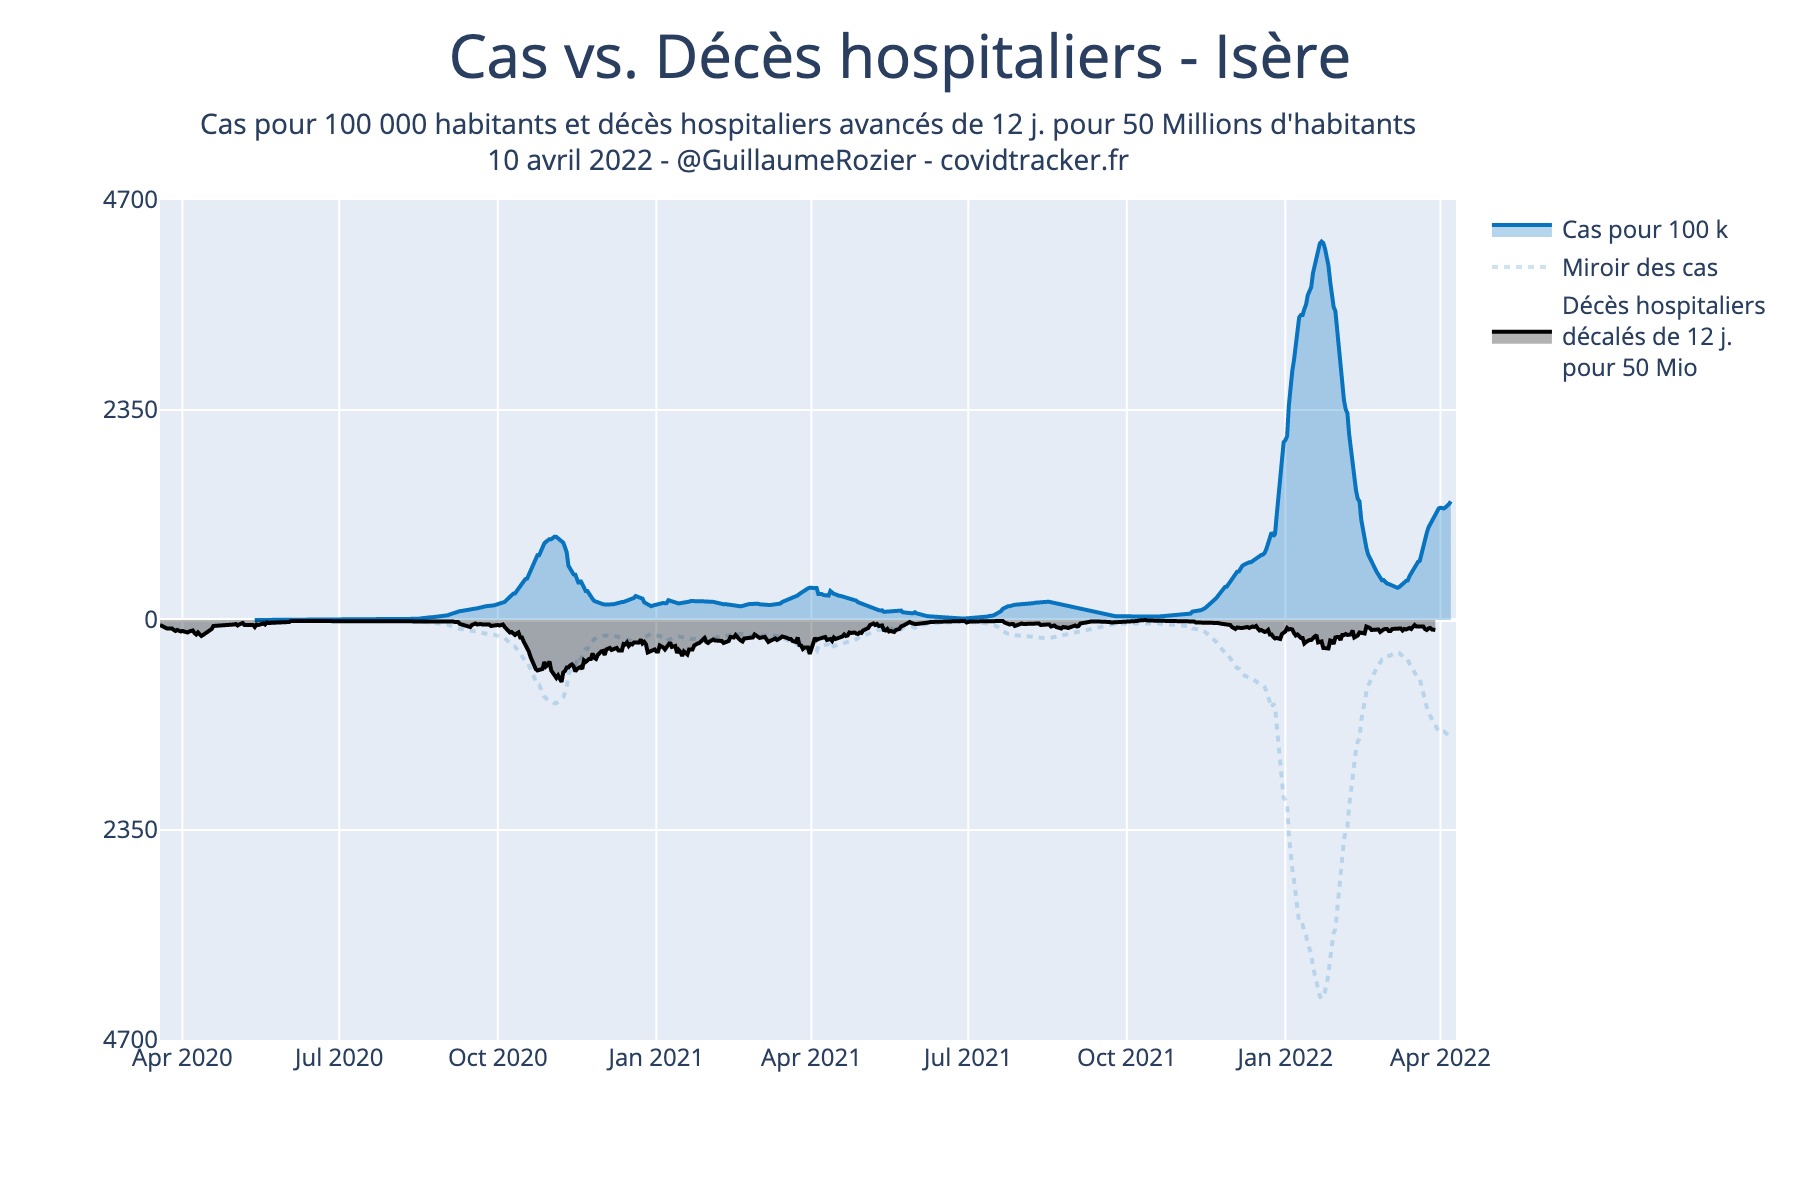 Cas vs. Décès hospitaliers - Isère
Cas pour 100 000 habitants et décès hospitaliers avancés de 12 j. pour 50 Millions d'habitants
10 avril 2022 - @GuillaumeRozier - covidtracker.fr
4700
2350
0
2350
4700
Apr 2020
Jul 2020
Oct 2020
Jan 2021
Apr 2021
Jul 2021
Oct 2021
Jan 2022
Apr 2022
Cas pour 100 k
Miroir des cas
Décès hospitaliers
décalés de 12 j.
pour 50 Mio